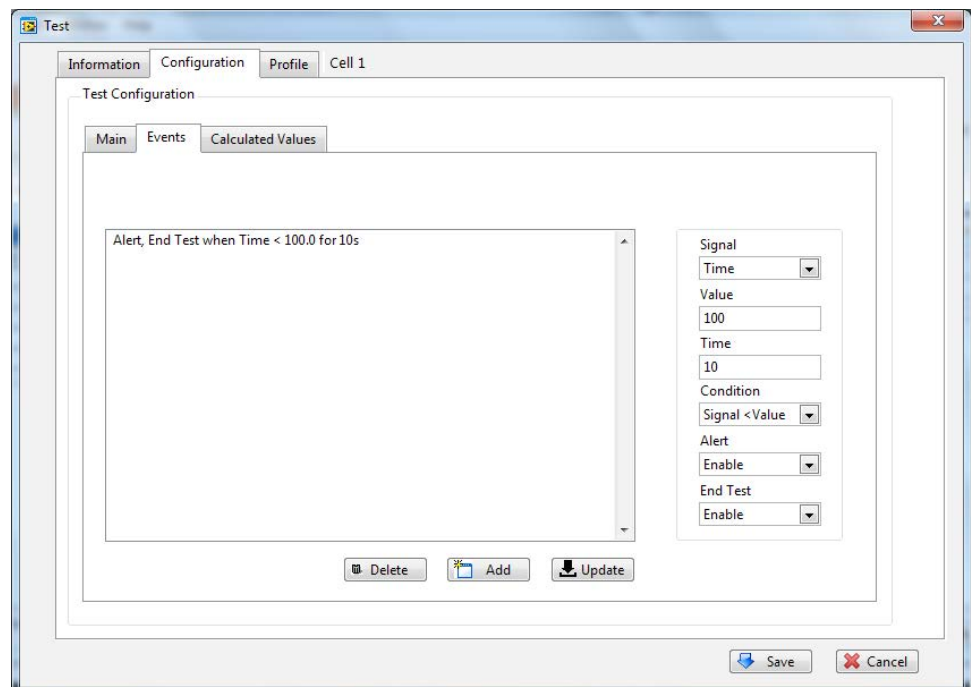 Test
Information Configuration Profile Cell 1
Test Configuration
Main Events Calculated Values
Alert, End Test when Time < 100.0 for 10s
Signal
Time
Value
100
Time
10
Condition
Signal <Value
Alert
Enable
End Test
Enable
Delete Add Update
Save Cancel